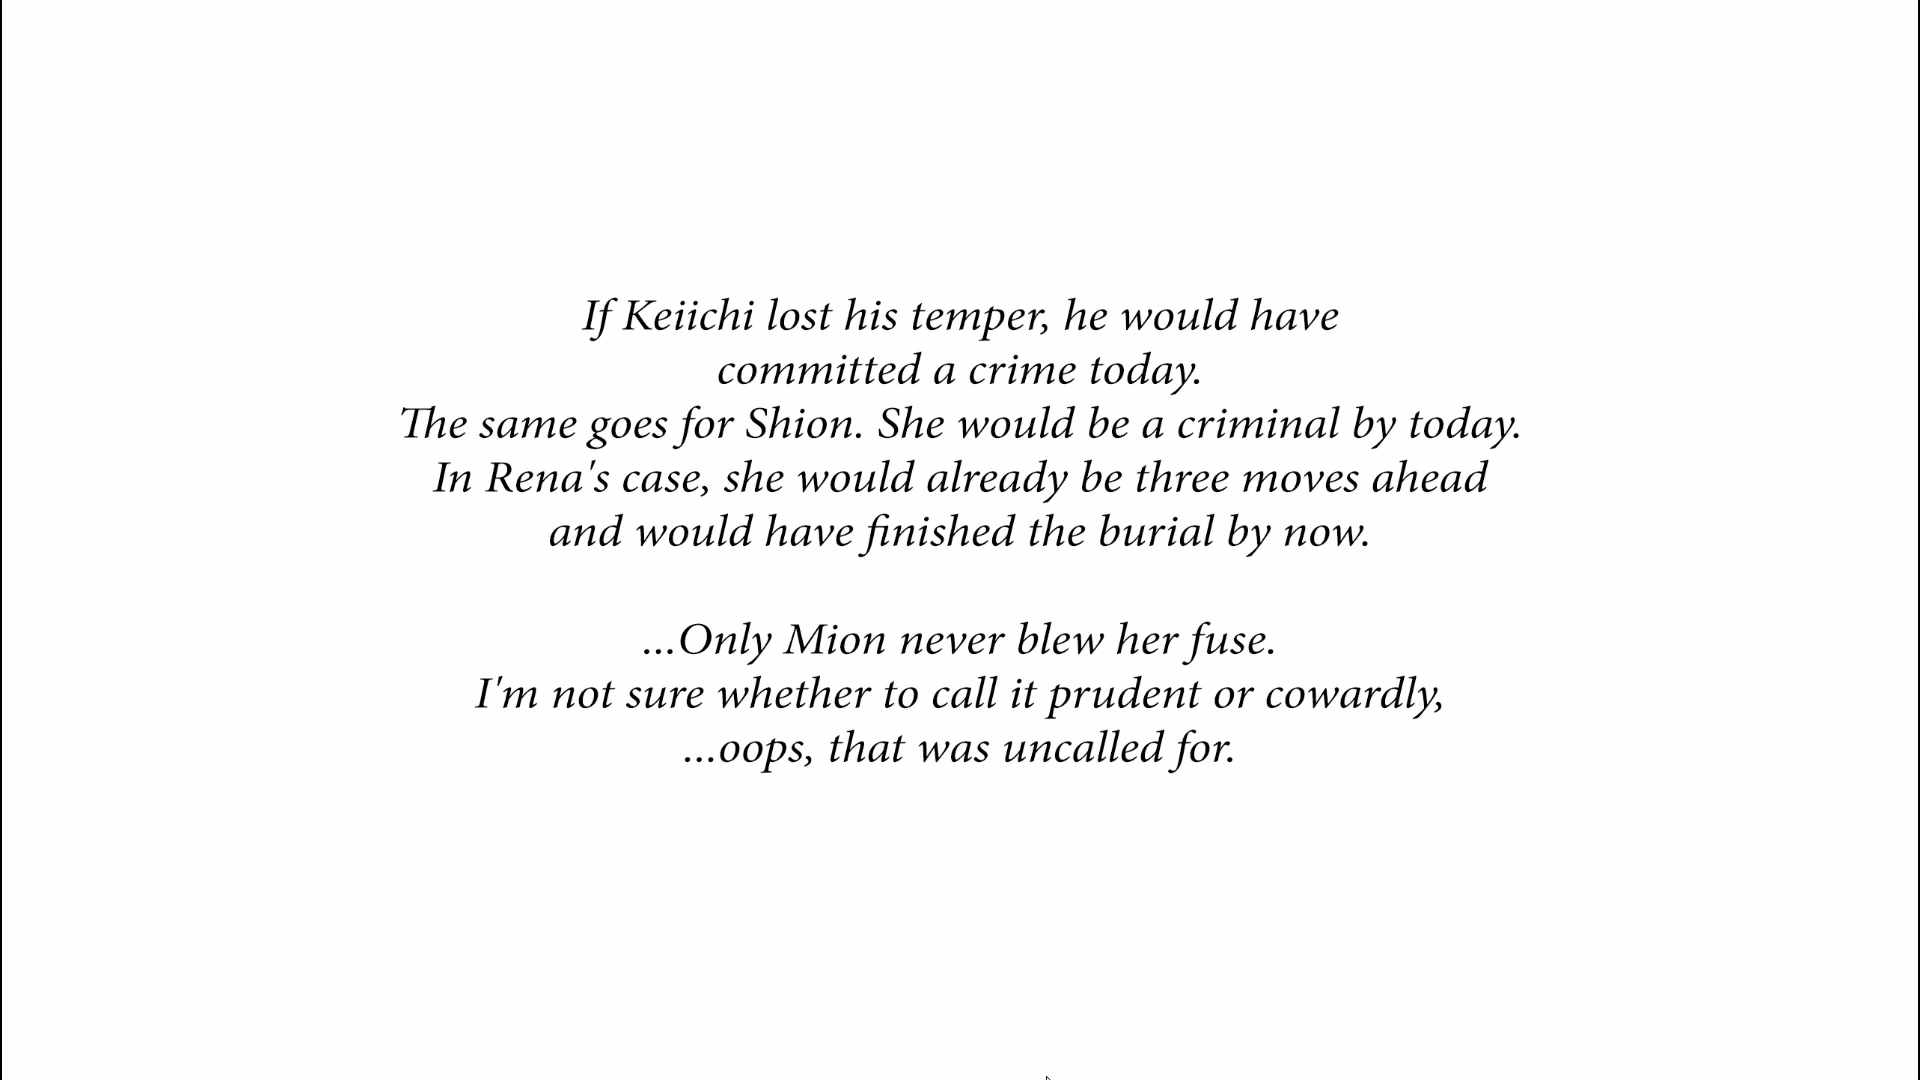 If Keiichi lost his temper, he would have
committed a crime today.
The same goes for Shion. She would be a criminal by today.
In Rena's case, she would already be three moves ahead
and would have finished the burial by now.
...Only Mion never blew her fuse.
I'm not sure whether to call it prudent or cowardly,
...oops, that was uncalled for.